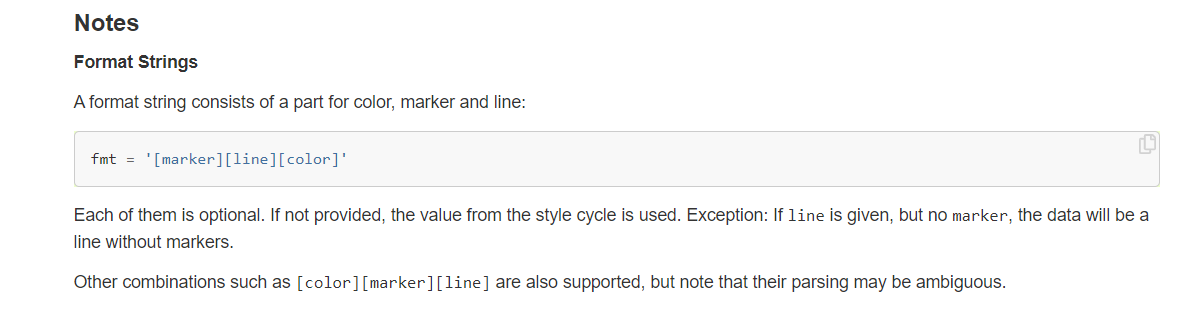 Notes
Format Strings
A format string consists of a part for color, marker and line:
fmt = '[marker][line][color]'
Each of them is optional. If not provided, the value from the style cycle is used. Exception: If line is given, but no marker, the data will be a
line without markers.
Other combinations such as [color][marker][line] are also supported, but note that their parsing may be ambiguous.